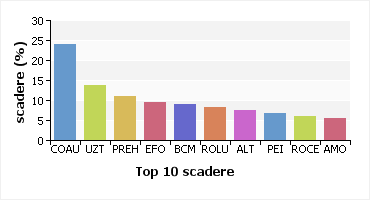 30
25
20
15
10
5
0
scadere (%)
COAU UZT PREH EFO BCM ROLU ALT PEI ROCE AMO
Top 10 scadere